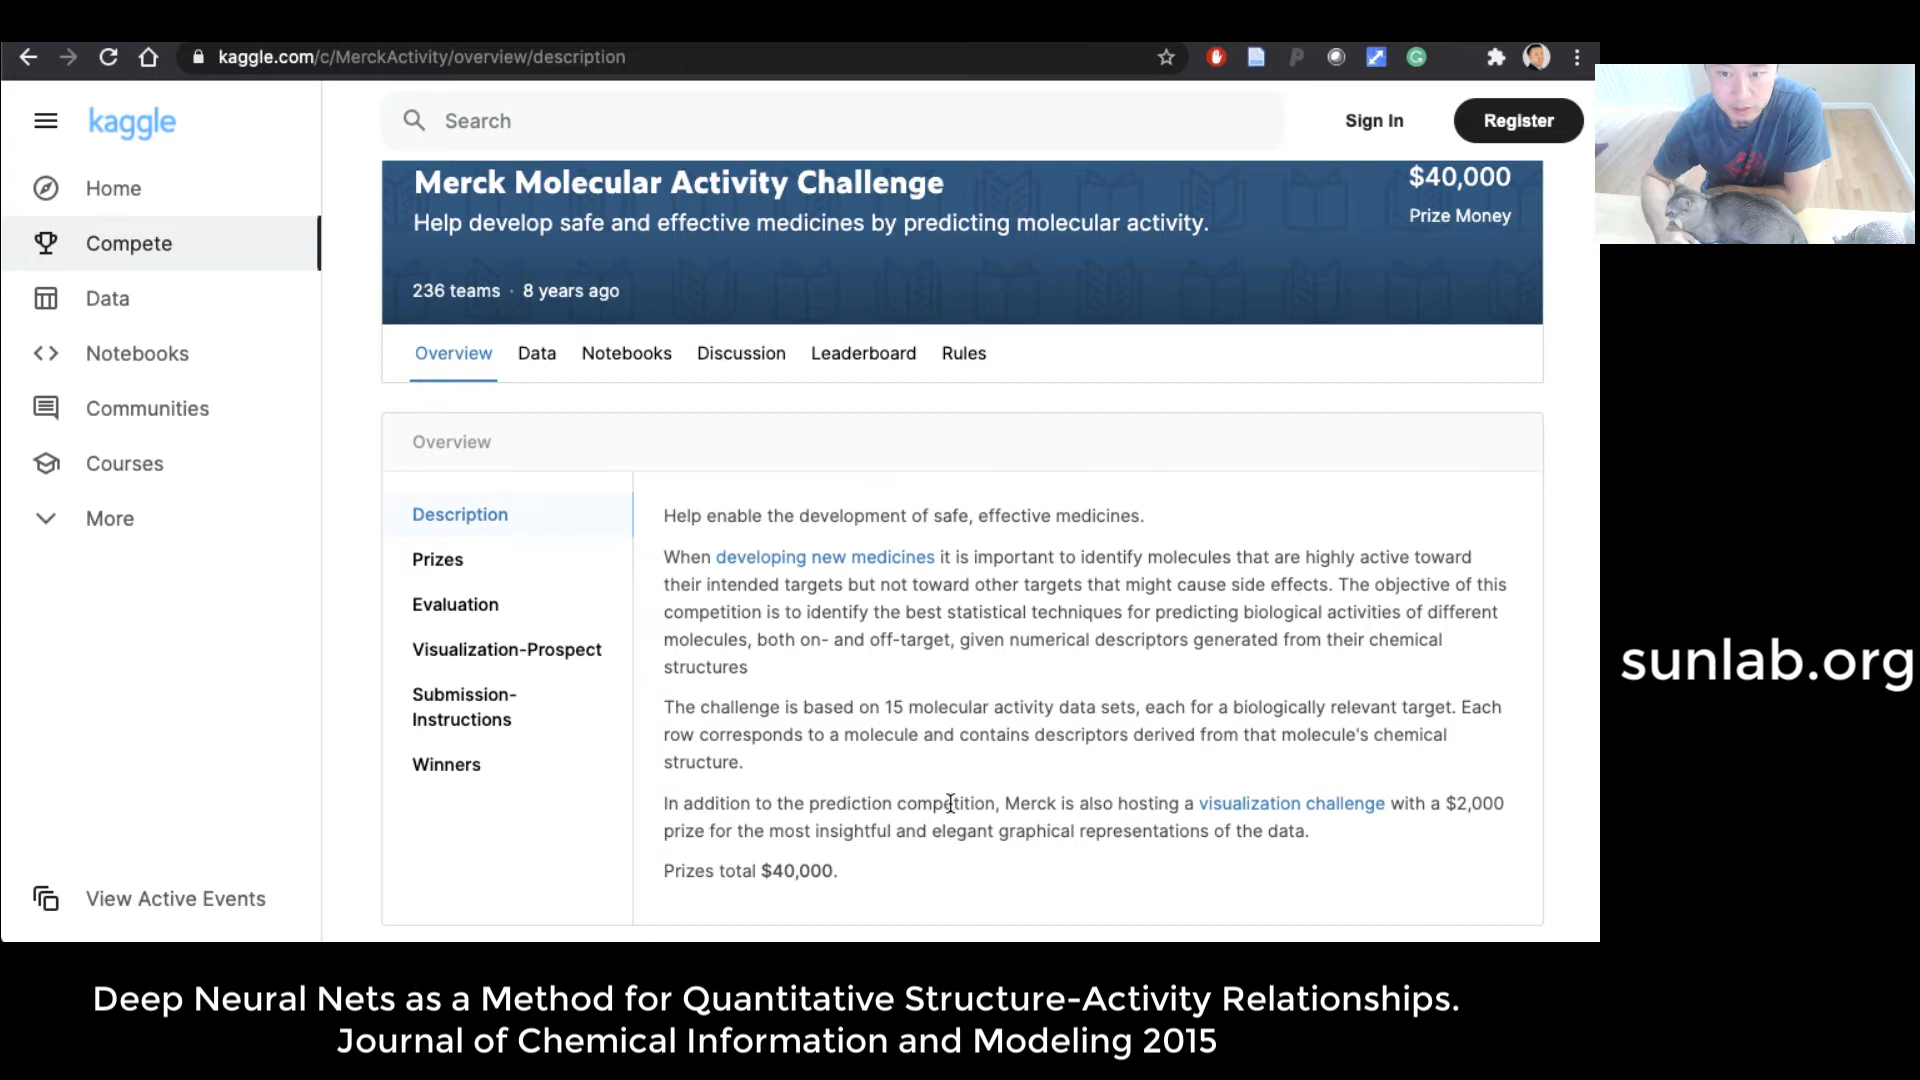 kaggle.com/c/MerckActivity/overview/description
kaggle
Search
Sign In
Register
Home
Compete
Data
Notebooks
Communities
Courses
More
View Active Events
Merck Molecular Activity Challenge
Help develop safe and effective medicines by predicting molecular activity.
$40,000
Prize Money
236 teams · 8 years ago
Overview Data Notebooks Discussion Leaderboard Rules
Overview
Description
Prizes
Evaluation
Visualization-Prospect
Submission-
Instructions
Winners
Help enable the development of safe, effective medicines.
When developing new medicines it is important to identify molecules that are highly active toward
their intended targets but not toward other targets that might cause side effects. The objective of this
competition is to identify the best statistical techniques for predicting biological activities of different
molecules, both on- and off-target, given numerical descriptors generated from their chemical
structures
The challenge is based on 15 molecular activity data sets, each for a biologically relevant target. Each
row corresponds to a molecule and contains descriptors derived from that molecule's chemical
structure.
In addition to the prediction competition, Merck is also hosting a visualization challenge with a $2,000
prize for the most insightful and elegant graphical representations of the data.
Prizes total $40,000.
sunlab.org
Deep Neural Nets as a Method for Quantitative Structure-Activity Relationships.
Journal of Chemical Information and Modeling 2015